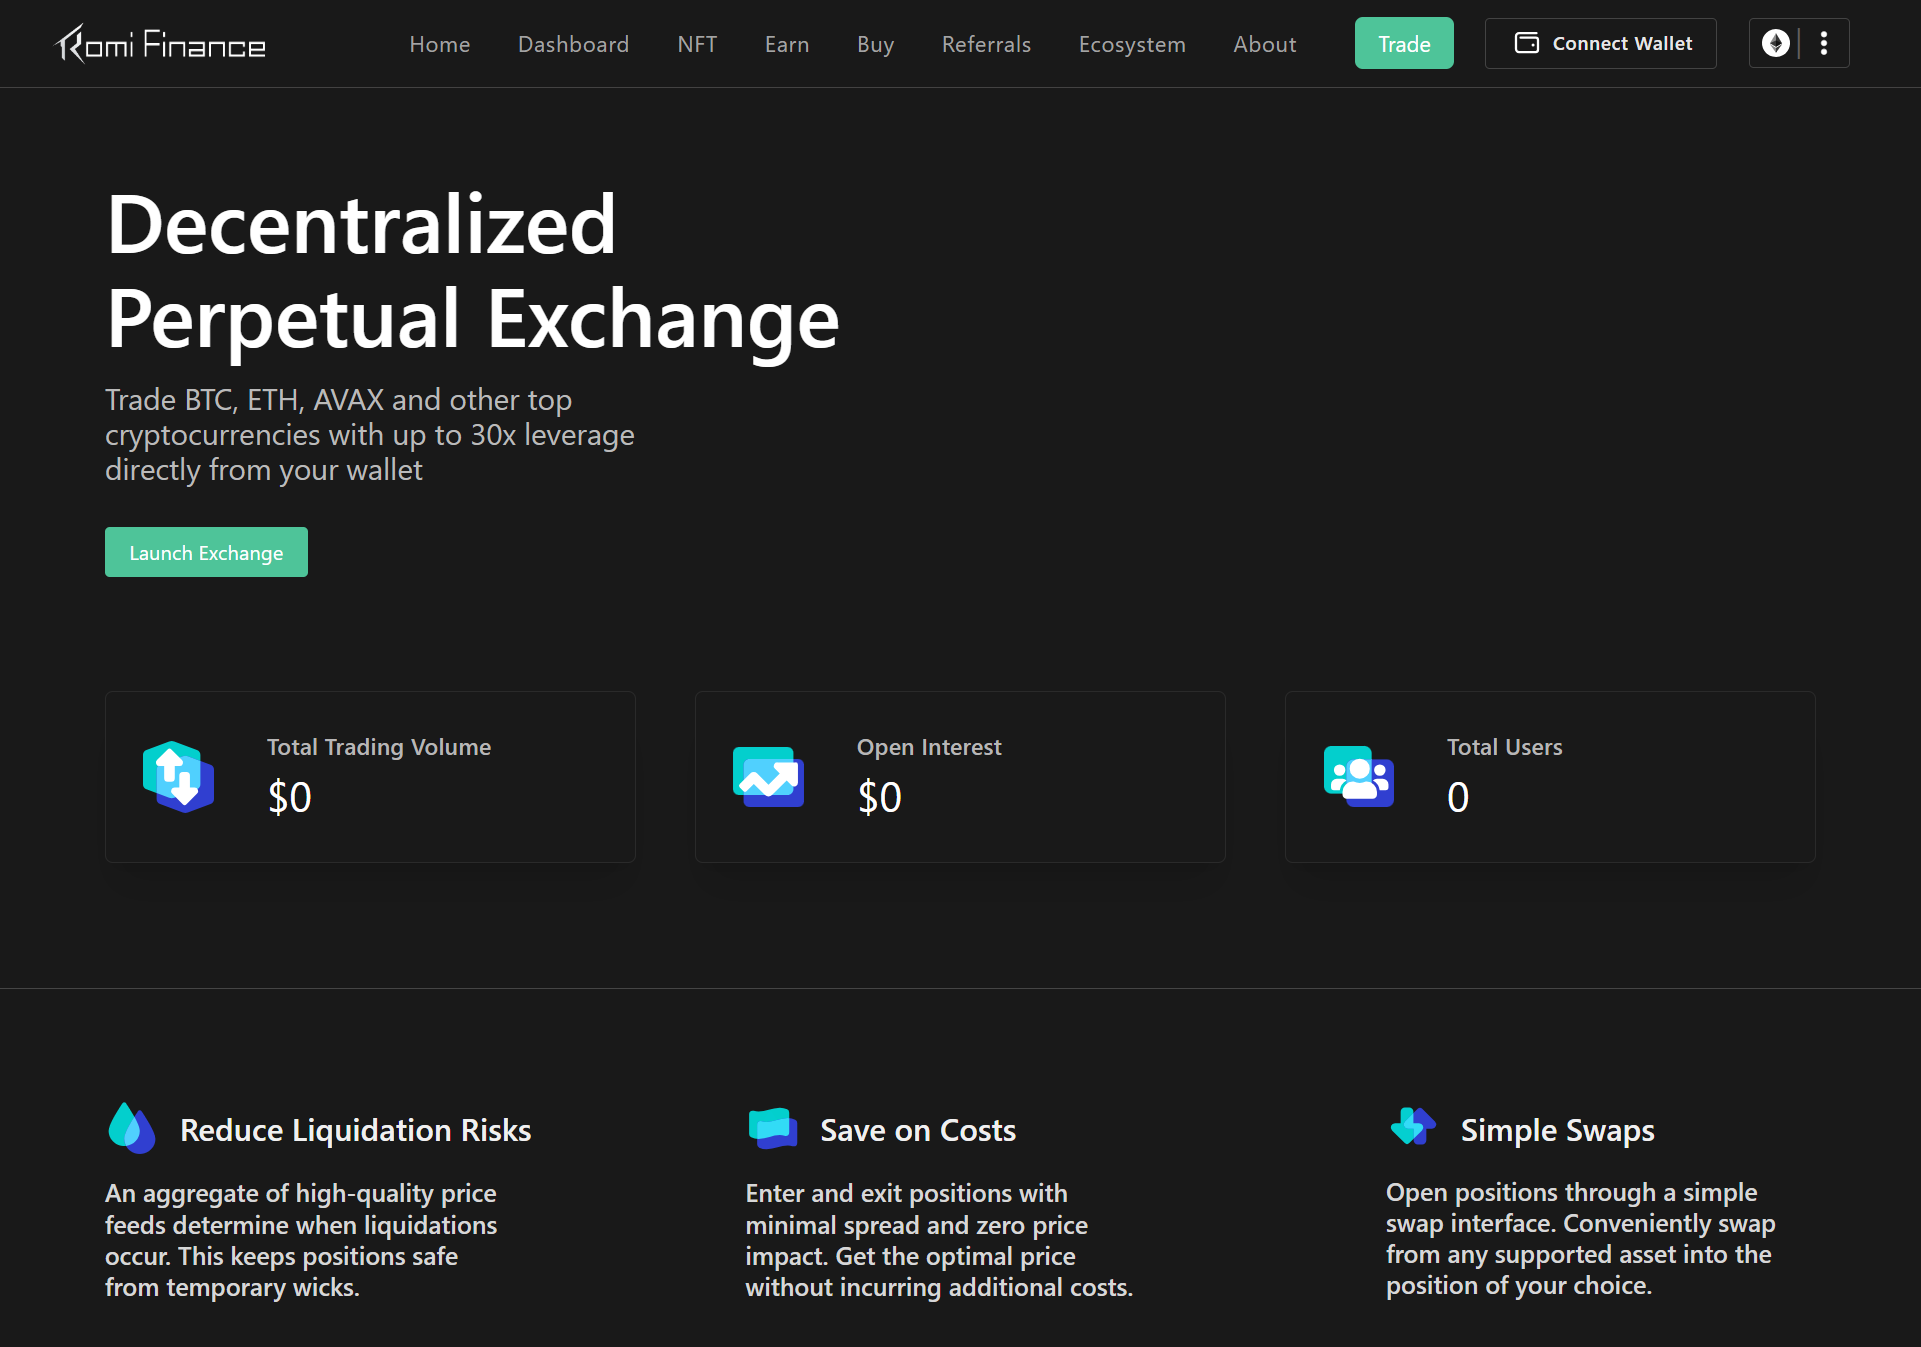 Romi Finance
Home
Dashboard
NFT
Earn
Buy
Referrals
Ecosystem
About
Trade
Connect Wallet
Decentralized
Perpetual Exchange
Trade BTC, ETH, AVAX and other top
cryptocurrencies with up to 30x leverage
directly from your wallet
Launch Exchange
Total Trading Volume
$0
Open Interest
$0
Total Users
0
Reduce Liquidation Risks
An aggregate of high-quality price
feeds determine when liquidations
occur. This keeps positions safe
from temporary wicks.
Save on Costs
Enter and exit positions with
minimal spread and zero price
impact. Get the optimal price
without incurring additional costs.
Simple Swaps
Open positions through a simple
swap interface. Conveniently swap
from any supported asset into the
position of your choice.